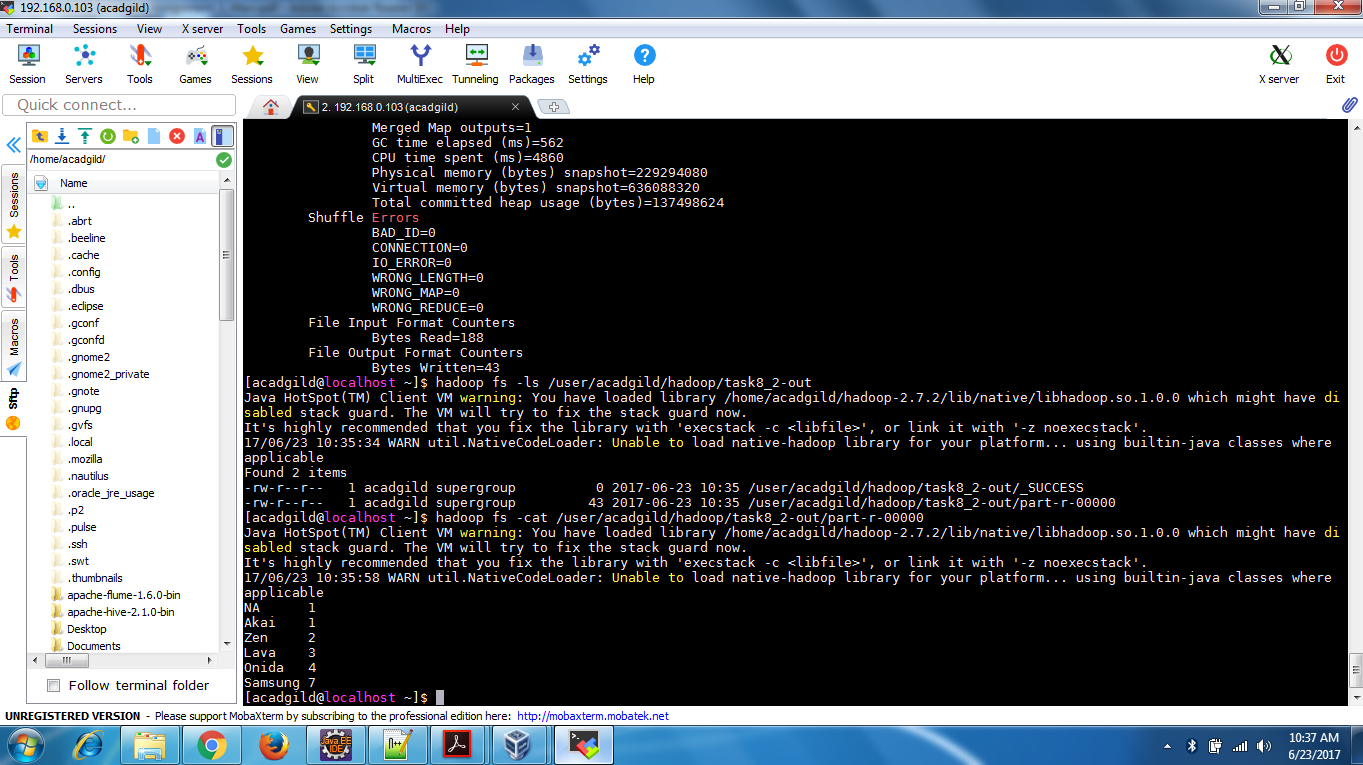 192.168.0.103 (acadgild)
Terminal Sessions View X server Tools Games Settings Macros Help
Session Servers Tools Games Sessions View Split MultiExec Tunneling Packages Settings Help X server Exit
Quick connect...
2. 192.168.0.103 (acadgild)
/home/acadgild/
Sessions
Tools
Macros
Sftp
Name
..
.abrt
.beeline
.cache
.config
.dbus
.eclipse
.gconf
.gconfd
.gnome2
.gnome2_private
.gnote
.gnupg
.gvfs
.local
.mozilla
.nautilus
.oracle_jre_usage
.p2
.pulse
.ssh
.swt
.thumbnails
apache-flume-1.6.0-bin
apache-hive-2.1.0-bin
Desktop
Documents
Follow terminal folder
Merged Map outputs=1
GC time elapsed (ms)=562
CPU time spent (ms)=4860
Physical memory (bytes) snapshot=229294080
Virtual memory (bytes) snapshot=636088320
Total committed heap usage (bytes)=137498624
Shuffle Errors
BAD_ID=0
CONNECTION=0
IO_ERROR=0
WRONG_LENGTH=0
WRONG_MAP=0
WRONG_REDUCE=0
File Input Format Counters
Bytes Read=188
File Output Format Counters
Bytes Written=43
[acadgild@localhost ~]$ hadoop fs -ls /user/acadgild/hadoop/task8_2-out
Java HotSpot(TM) Client VM warning: You have loaded library /home/acadgild/hadoop-2.7.2/lib/native/libhadoop.so.1.0.0 which might have di
sabled stack guard. The VM will try to fix the stack guard now.
It's highly recommended that you fix the library with 'execstack -c <libfile>', or link it with '-z noexecstack'.
17/06/23 10:35:34 WARN util.NativeCodeLoader: Unable to load native-hadoop library for your platform... using builtin-java classes where
applicable
Found 2 items
-rw-r--r-- 1 acadgild supergroup 0 2017-06-23 10:35 /user/acadgild/hadoop/task8_2-out/_SUCCESS
-rw-r--r-- 1 acadgild supergroup 43 2017-06-23 10:35 /user/acadgild/hadoop/task8_2-out/part-r-00000
[acadgild@localhost ~]$ hadoop fs -cat /user/acadgild/hadoop/task8_2-out/part-r-00000
Java HotSpot(TM) Client VM warning: You have loaded library /home/acadgild/hadoop-2.7.2/lib/native/libhadoop.so.1.0.0 which might have di
sabled stack guard. The VM will try to fix the stack guard now.
It's highly recommended that you fix the library with 'execstack -c <libfile>', or link it with '-z noexecstack'.
17/06/23 10:35:58 WARN util.NativeCodeLoader: Unable to load native-hadoop library for your platform... using builtin-java classes where
applicable
NA 1
Akai 1
Zen 2
Lava 3
Onida 4
Samsung 7
[acadgild@localhost ~]$
UNREGISTERED VERSION - Please support MobaXterm by subscribing to the professional edition here: http://mobaxterm.mobatek.net
Java EE
IDE
10:37 AM
6/23/2017